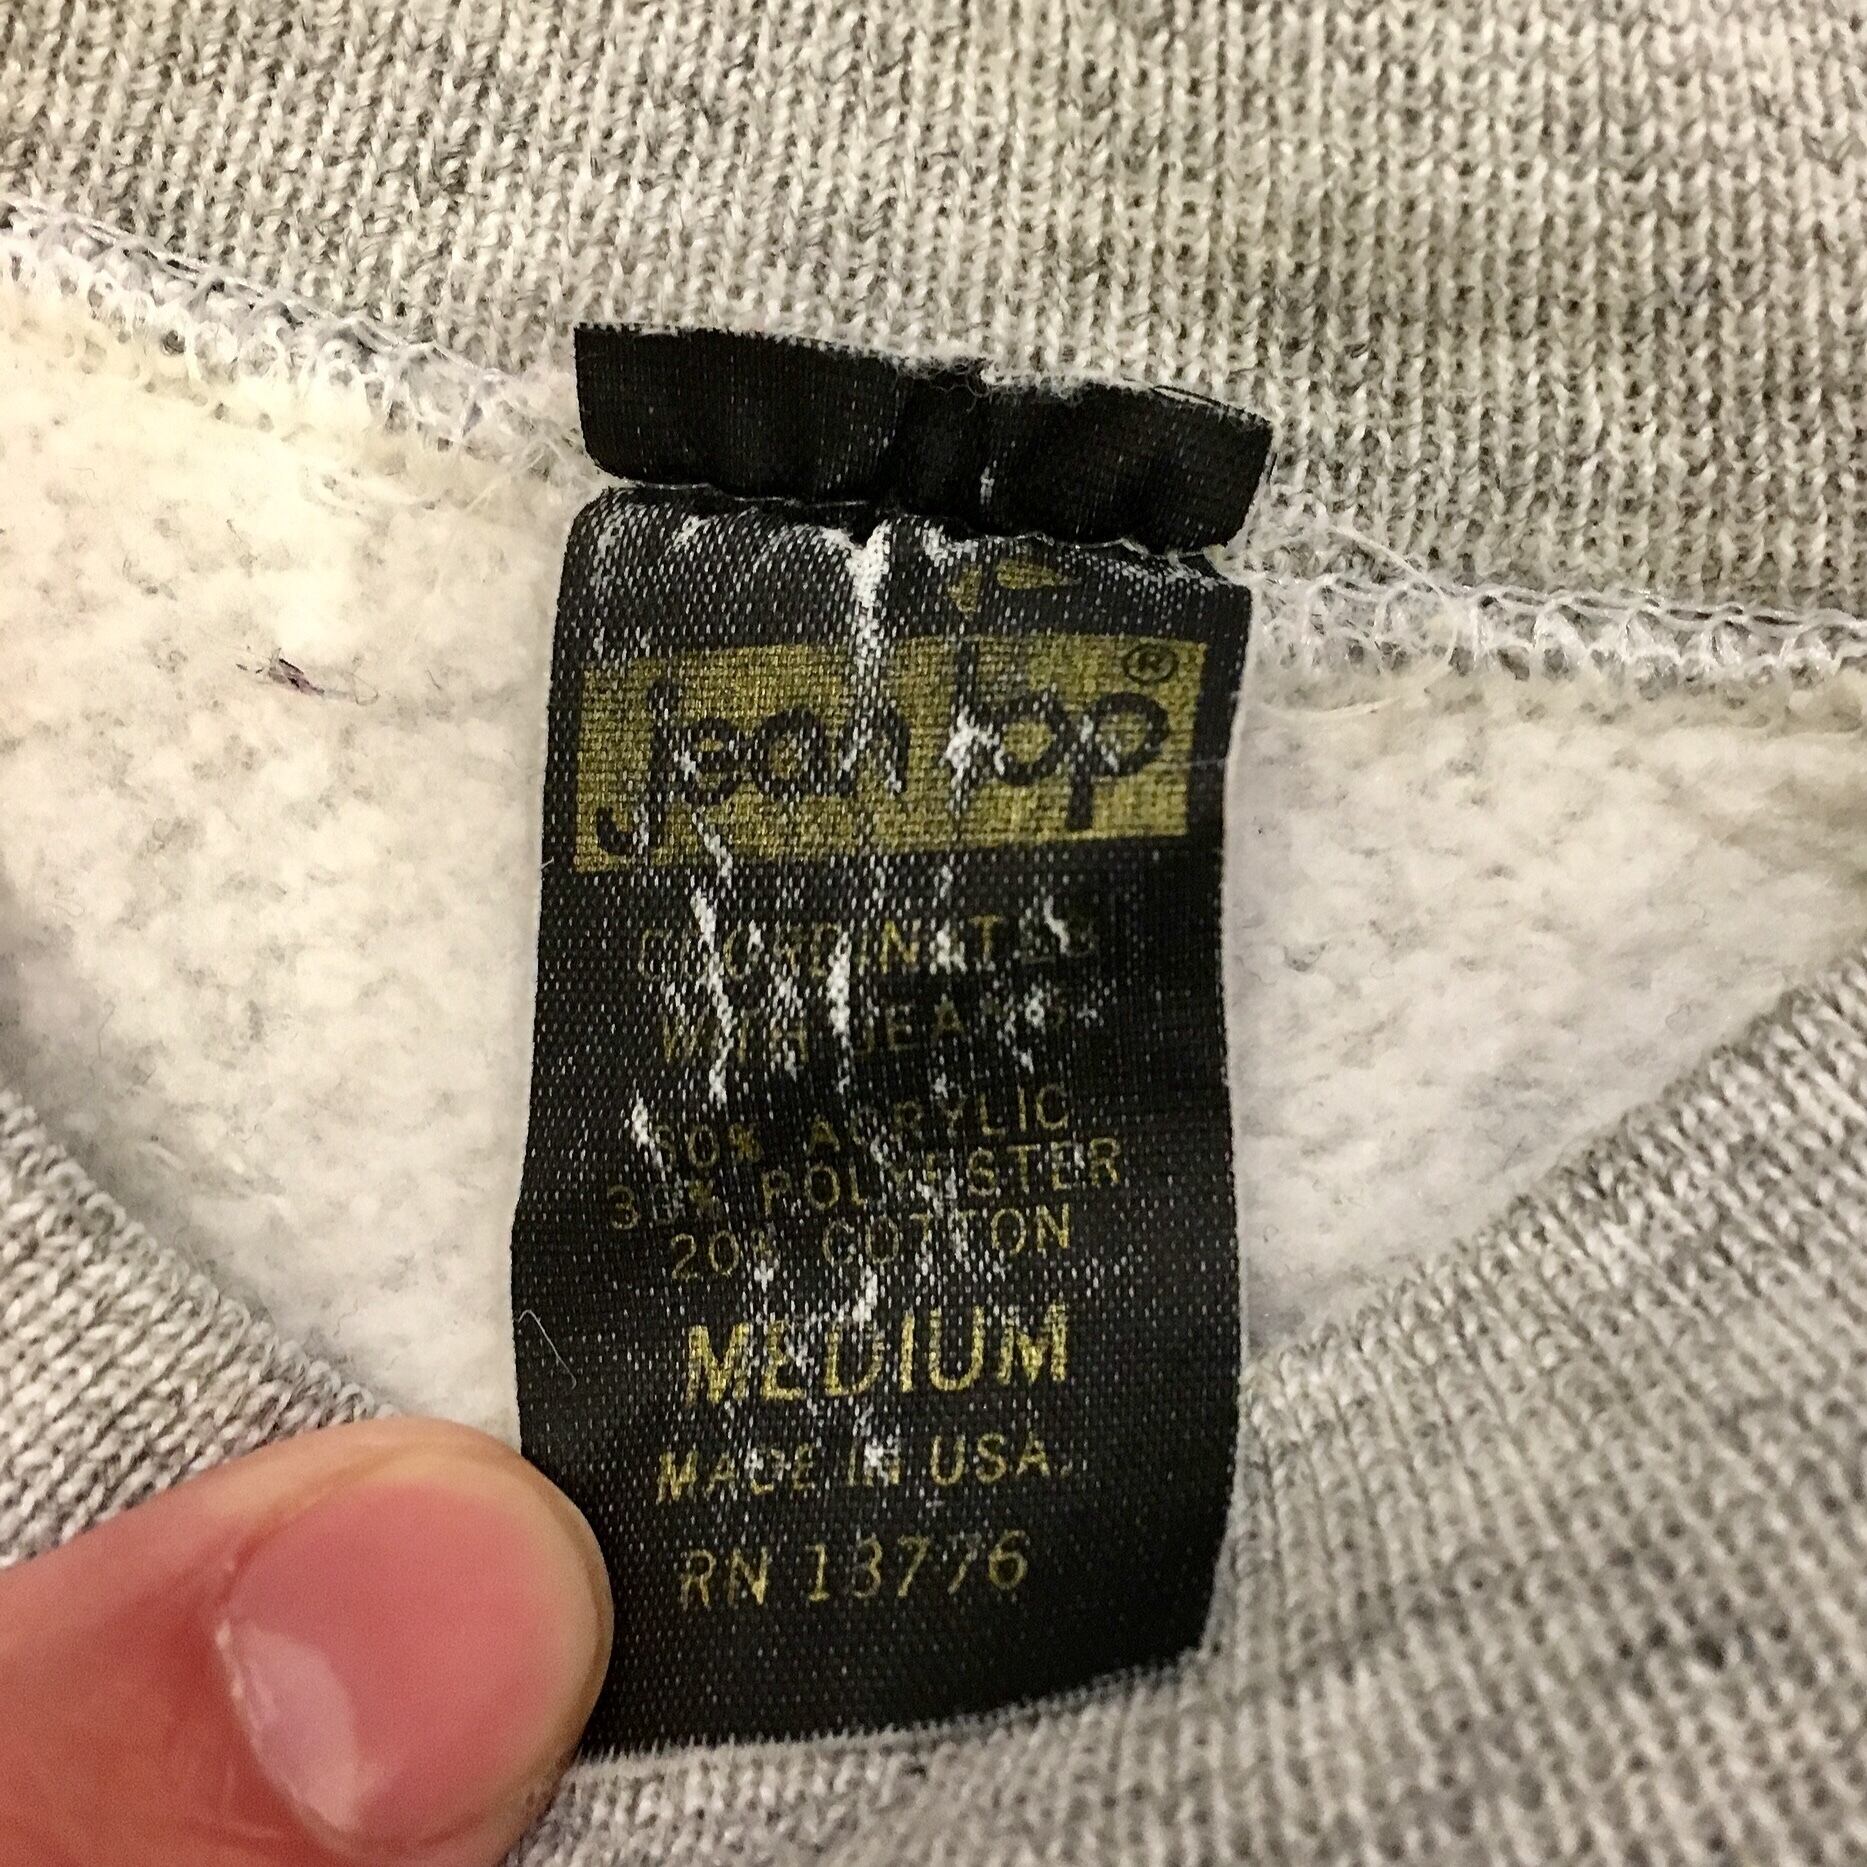 jean top®
COORDINATES
WITH JEANS
50% ACRYLIC
30% POLYESTER
20% COTTON
MEDIUM
MADE IN USA.
RN 13776